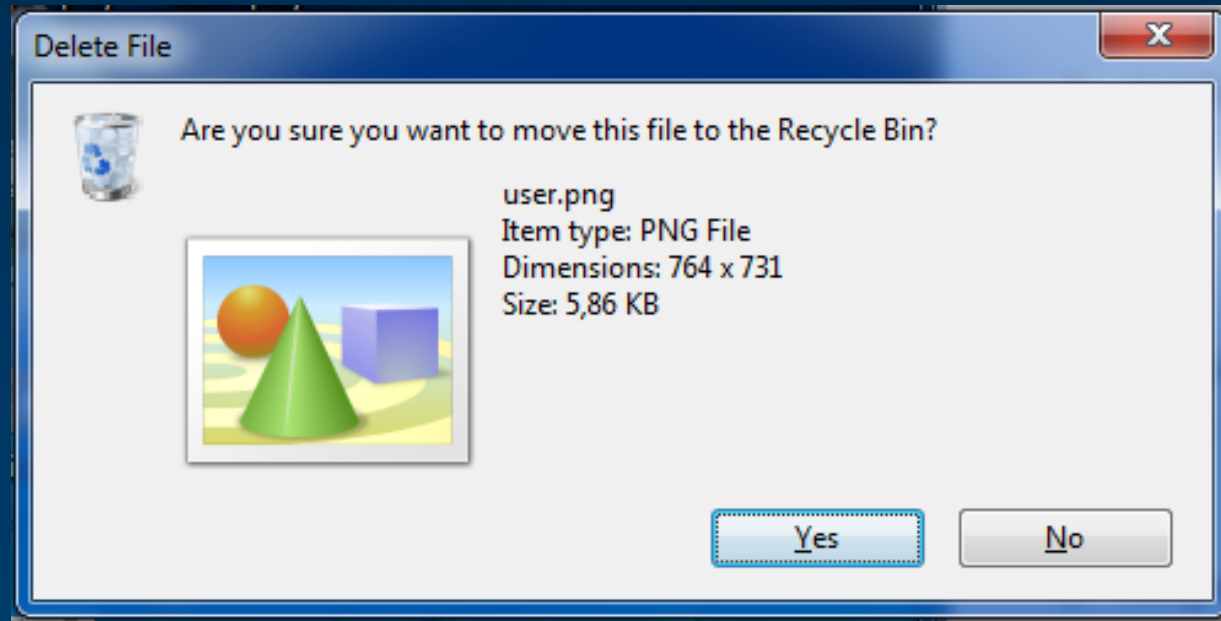 Delete File
Are you sure you want to move this file to the Recycle Bin?
user.png
Item type: PNG File
Dimensions: 764 x 731
Size: 5,86 KB
Yes
No